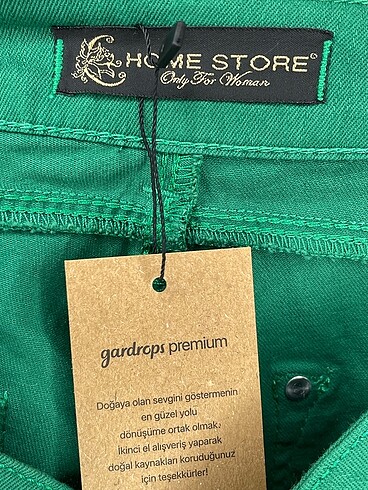 HOME STORE®
Only For Woman
gardrops premium
Doğaya olan sevgini göstermenin
en güzel yolu
dönüşüme ortak olmak.
İkinci el alışveriş yaparak
doğal kaynakları koruduğunuz
için teşekkürler!